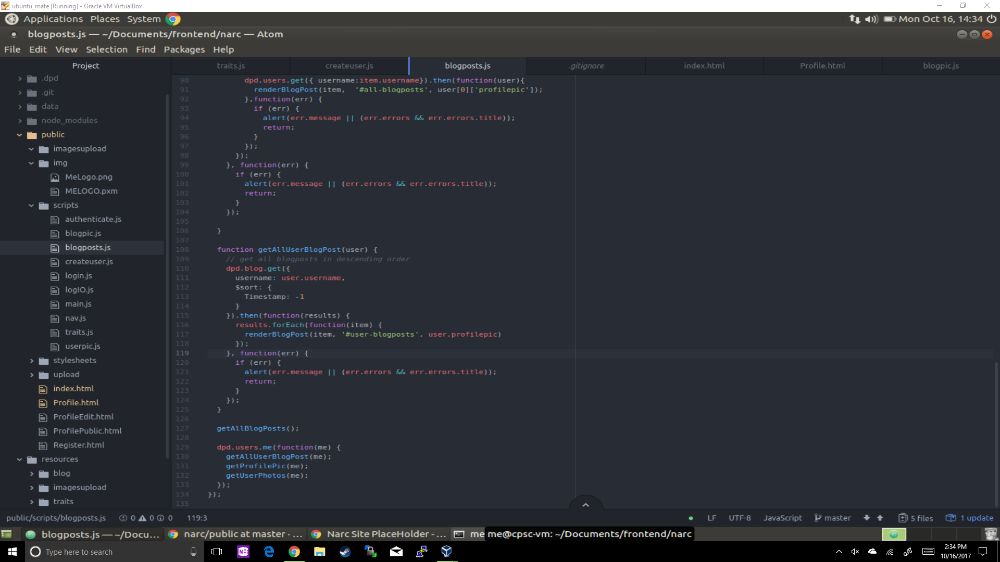 ubuntu_mate [Running] - Oracle VM VirtualBox
Applications Places System
Mon Oct 16, 14:34
blogposts.js — ~/Documents/frontend/narc — Atom
File Edit View Selection Find Packages Help
Project
traits.js createuser.js blogposts.js .gitignore index.html Profile.html blogpic.js
.dpd
.git
data
node_modules
public
imagesupload
img
MeLogo.png
MELOGO.pxm
scripts
authenticate.js
blogpic.js
blogposts.js
createuser.js
login.js
logIO.js
main.js
nav.js
traits.js
userpic.js
stylesheets
upload
index.html
Profile.html
ProfileEdit.html
ProfilePublic.html
Register.html
resources
blog
imagesupload
traits
90 dpd.users.get({ username:item.username}).then(function(user){
91 renderBlogPost(item,  '#all-blogposts', user[0]['profilepic']);
92 },function(err) {
93 if (err) {
94 alert(err.message || (err.errors && err.errors.title));
95 return;
96 }
97 });
98 });
99 }, function(err) {
100 if (err) {
101 alert(err.message || (err.errors && err.errors.title));
102 return;
103 }
104 });
105
106 }
107
108 function getAllUserBlogPost(user) {
109 // get all blogposts in descending order
110 dpd.blog.get({
111 username: user.username,
112 $sort: {
113 Timestamp: -1
114 }
115 }).then(function(results) {
116 results.forEach(function(item) {
117 renderBlogPost(item, '#user-blogposts', user.profilepic)
118 });
119 }, function(err) {
120 if (err) {
121 alert(err.message || (err.errors && err.errors.title));
122 return;
123 }
124 });
125 }
126
127 getAllBlogPosts();
128
129 dpd.users.me(function(me) {
130 getAllUserBlogPost(me);
131 getProfilePic(me);
132 getUserPhotos(me);
133 });
134 });
135
public/scripts/blogposts.js 0 0 0 119:3 LF UTF-8 JavaScript master 5 files 1 update
blogposts.js — ~/Docu... narc/public at master · ... Narc Site PlaceHolder - ... me me@cpsc-vm: ~/Documents/frontend/narc
Type here to search
2:34 PM
10/16/2017